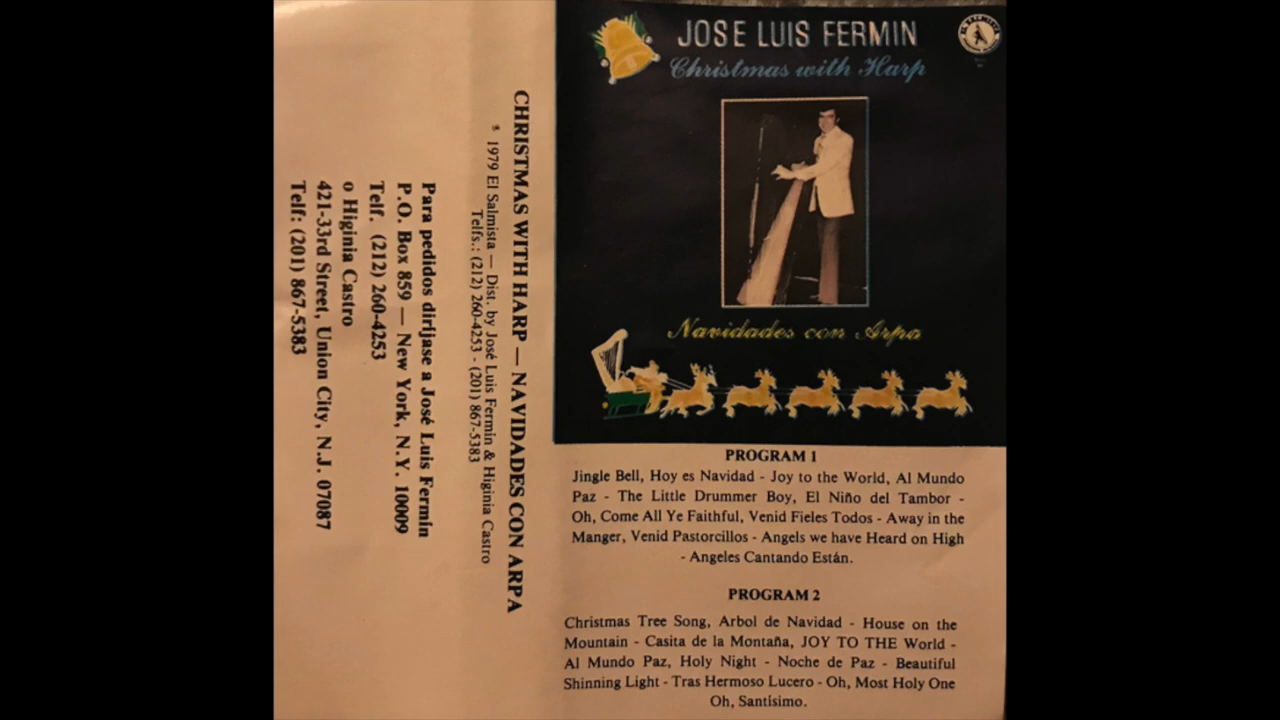 JOSE LUIS FERMIN
Christmas with Harp
Navidades con Arpa
PROGRAM 1
Jingle Bell, Hoy es Navidad - Joy to the World, Al Mundo
Paz - The Little Drummer Boy, El Niño del Tambor -
Oh, Come All Ye Faithful, Venid Fieles Todos - Away in the
Manger, Venid Pastorcillos - Angels we have Heard on High
- Angeles Cantando Están.
PROGRAM 2
Christmas Tree Song, Arbol de Navidad - House on the
Mountain - Casita de la Montaña, JOY TO THE World -
Al Mundo Paz, Holy Night - Noche de Paz - Beautiful
Shinning Light - Tras Hermoso Lucero - Oh, Most Holy One
Oh, Santísimo.
CHRISTMAS WITH HARP — NAVIDADES CON ARPA
1979 El Salmista — Dist. by José Luis Fermin & Higinia Castro
Telfs.: (212) 260-4253 - (201) 867-5383
Para pedidos diríjase a José Luis Fermín
P.O. Box 859 — New York, N.Y. 10009
Telf. (212) 260-4253
o Higinia Castro
421-33rd Street, Union City, N.J. 07087
Telf: (201) 867-5383